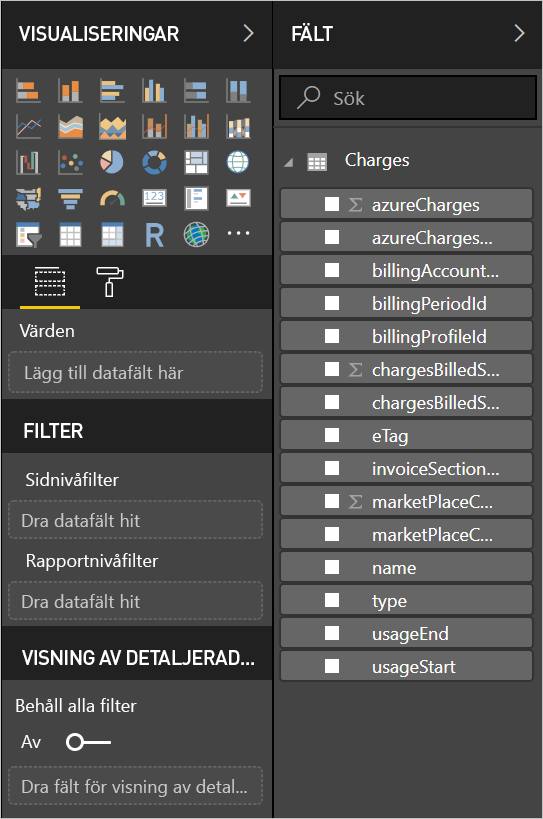 VISUALISERINGAR
123
R
Värden
Lägg till datafält här
FILTER
Sidnivåfilter
Dra datafält hit
Rapportnivåfilter
Dra datafält hit
VISNING AV DETALJERAD...
Behåll alla filter
Av
Dra fält för visning av detal...
FÄLT
Sök
Charges
Σ azureCharges
azureCharges...
billingAccount...
billingPeriodId
billingProfileId
Σ chargesBilledS...
chargesBilledS...
eTag
invoiceSection...
Σ marketPlaceC...
marketPlaceC...
name
type
usageEnd
usageStart